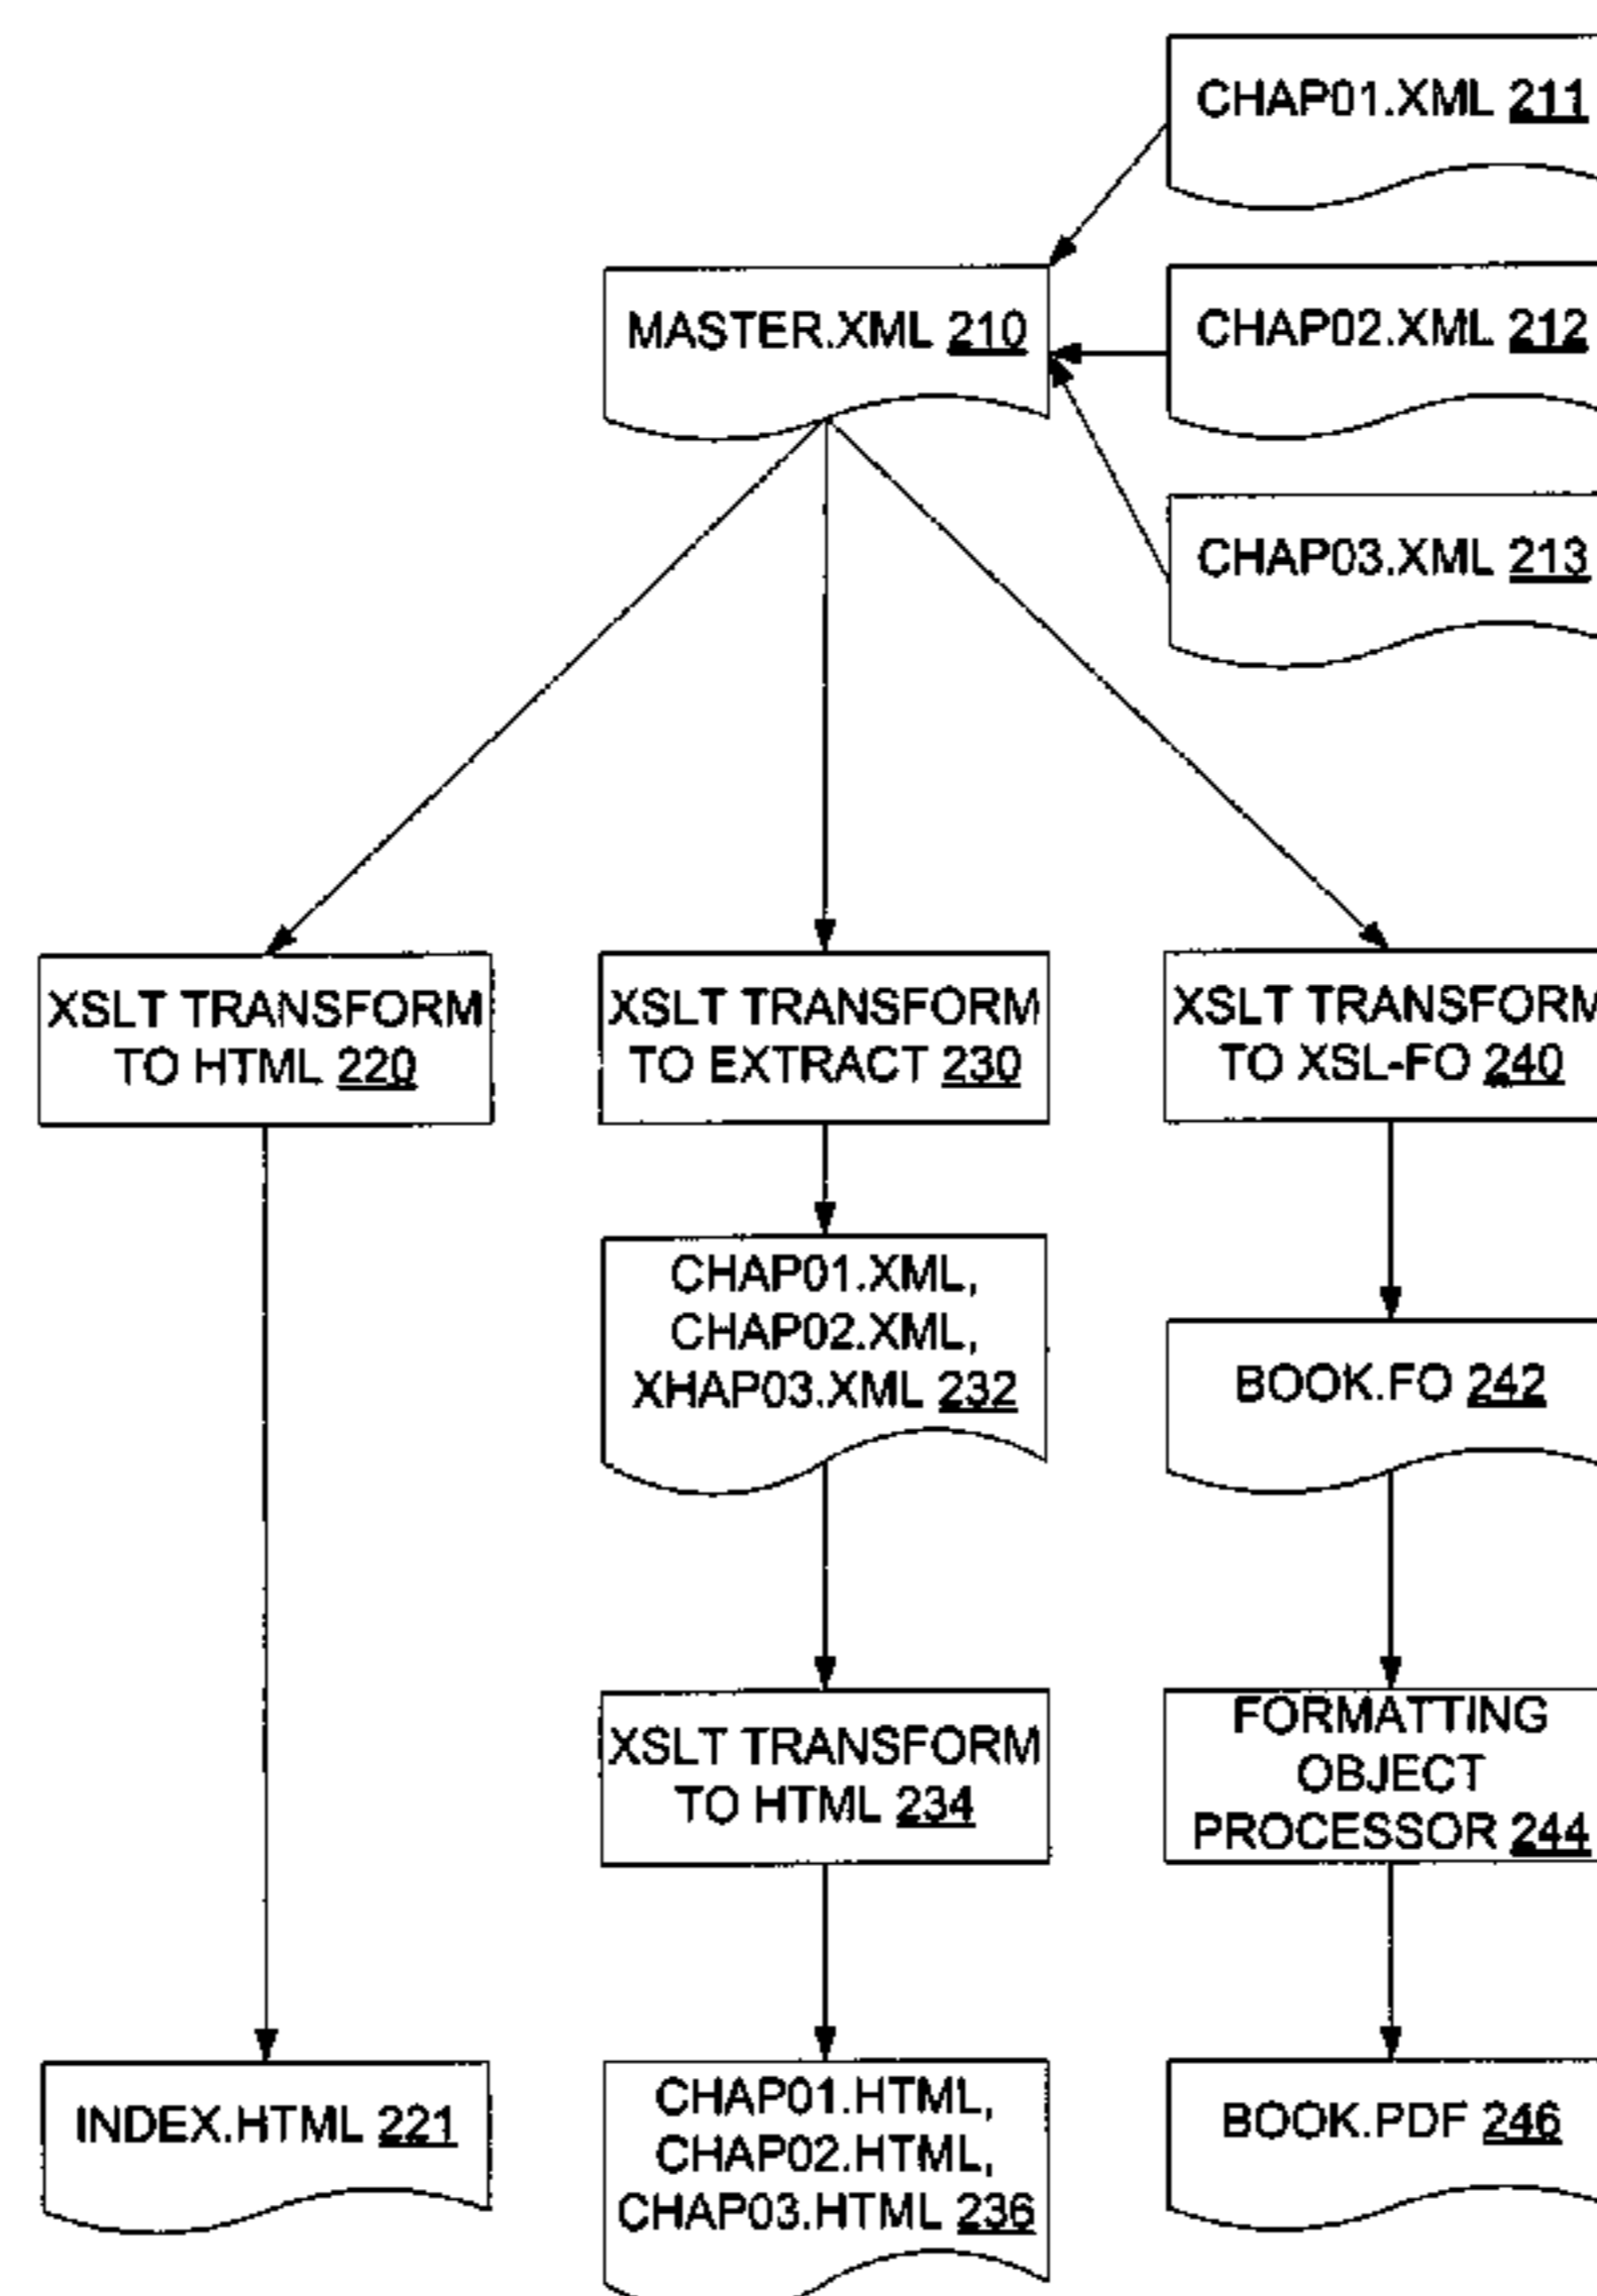 CHAP01.XML 211
MASTER.XML 210
CHAP02.XML 212
CHAP03.XML 213
XSLT TRANSFORM
TO HTML 220
XSLT TRANSFORM
TO EXTRACT 230
XSLT TRANSFORM
TO XSL-FO 240
CHAP01.XML,
CHAP02.XML,
XHAP03.XML 232
BOOK.FO 242
XSLT TRANSFORM
TO HTML 234
FORMATTING
OBJECT
PROCESSOR 244
INDEX.HTML 221
CHAP01.HTML,
CHAP02.HTML,
CHAP03.HTML 236
BOOK.PDF 246